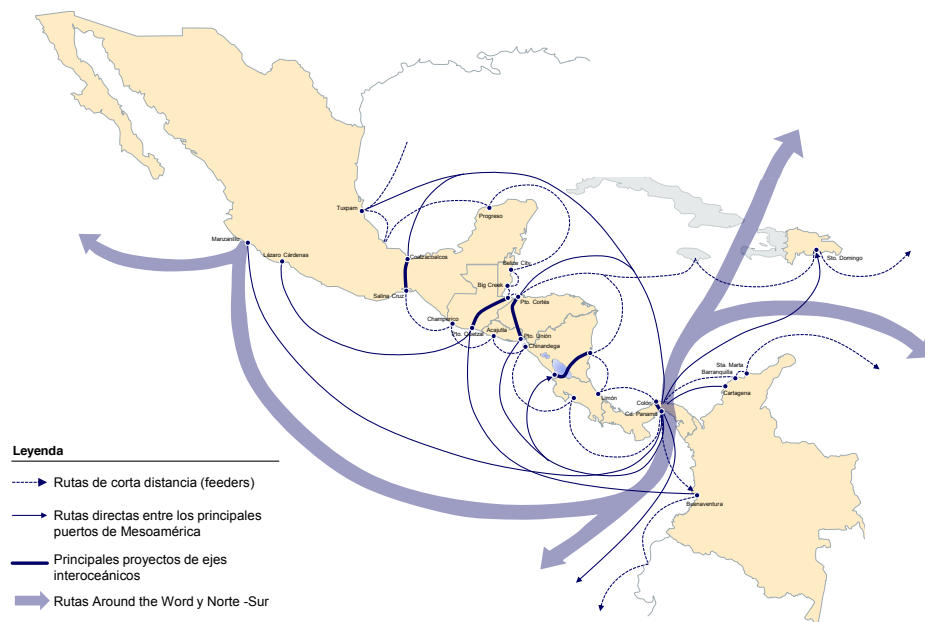 Tuxpam
Progreso
Manzanillo
Lázaro Cárdenas
Coatzacoalcos
Belize City
Sto. Domingo
Salina Cruz
Big Creek
Pto. Cortés
Champerico
Pto. Quetzal
Acajutla
Pto. Unión
Chinandega
Sta. Marta
Barranquilla
Cartagena
Limón
Colón
Cd. Panamá
Buenaventura
Leyenda
Rutas de corta distancia (feeders)
Rutas directas entre los principales
puertos de Mesoamérica
Principales proyectos de ejes
interoceánicos
Rutas Around the Word y Norte -Sur